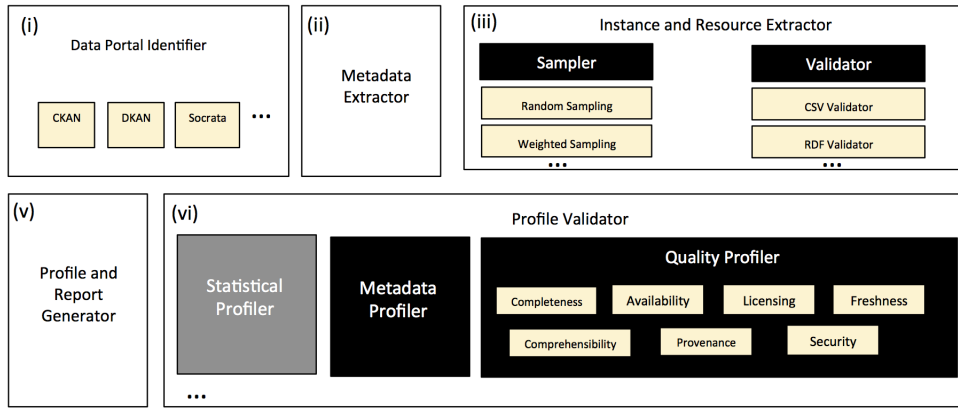 (i)
Data Portal Identifier
CKAN
DKAN
Socrata
...
(ii)
Metadata
Extractor
(iii)
Instance and Resource Extractor
Sampler
Random Sampling
Weighted Sampling
...
Validator
CSV Validator
RDF Validator
...
(v)
Profile and
Report
Generator
(vi)
Profile Validator
Statistical
Profiler
Metadata
Profiler
Quality Profiler
Completeness
Availability
Licensing
Freshness
Comprehensibility
Provenance
Security
...